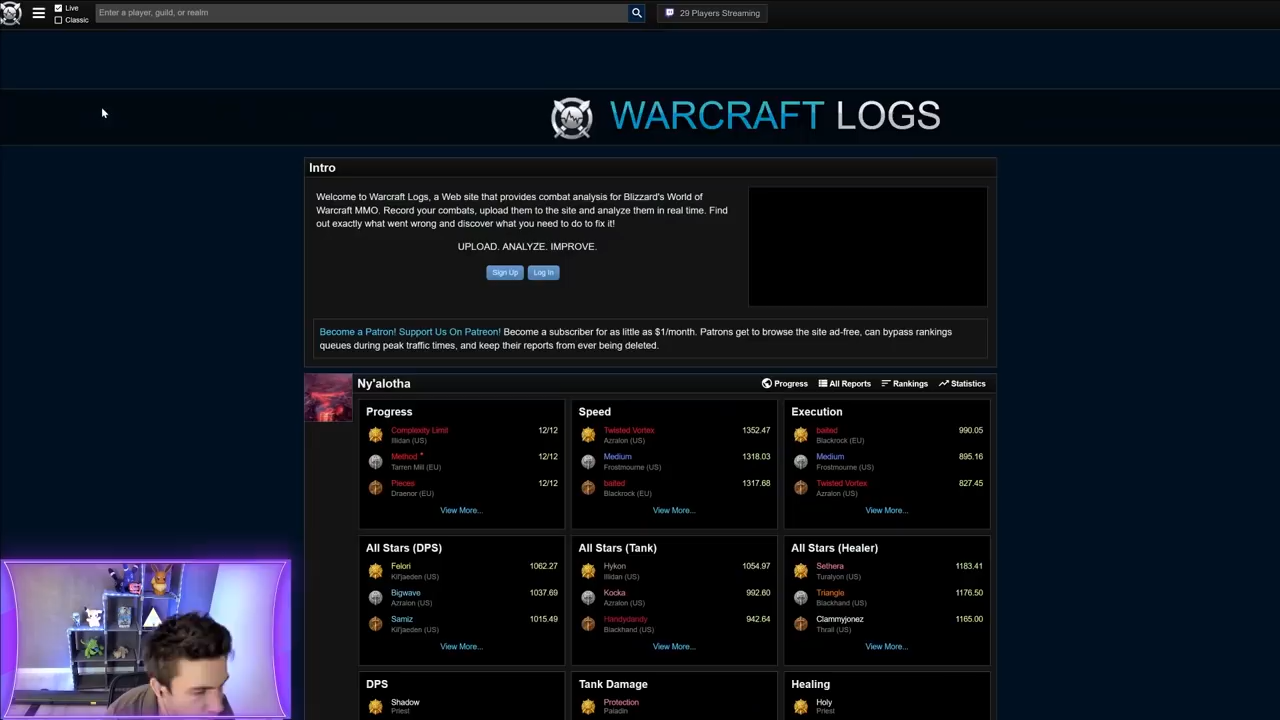 Live
Classic
Enter a player, guild, or realm
29 Players Streaming
WARCRAFT LOGS
Intro
Welcome to Warcraft Logs, a Web site that provides combat analysis for Blizzard's World of
Warcraft MMO. Record your combats, upload them to the site and analyze them in real time. Find
out exactly what went wrong and discover what you need to do to fix it!
UPLOAD. ANALYZE. IMPROVE.
Sign Up
Log In
Become a Patron! Support Us On Patreon! Become a subscriber for as little as $1/month. Patrons get to browse the site ad-free, can bypass rankings
queues during peak traffic times, and keep their reports from ever being deleted.
Ny'alotha
Progress
All Reports
Rankings
Statistics
Progress
Complexity Limit 12/12
Illidan (US)
Method * 12/12
Tarren Mill (EU)
Pieces 12/12
Draenor (EU)
View More...
Speed
Twisted Vortex 1352.47
Azralon (US)
Medium 1318.03
Frostmourne (US)
baited 1317.68
Blackrock (EU)
View More...
Execution
baited 990.05
Blackrock (EU)
Medium 895.16
Frostmourne (US)
Twisted Vortex 827.45
Azralon (US)
View More...
All Stars (DPS)
Felori 1062.27
Kil'jaeden (US)
Bigwave 1037.69
Azralon (US)
Samiz 1015.49
Kil'jaeden (US)
View More...
All Stars (Tank)
Hykon 1054.97
Illidan (US)
Kocka 992.60
Azralon (US)
Handydandy 942.64
Blackhand (US)
View More...
All Stars (Healer)
Sethera 1183.41
Turalyon (US)
Triangle 1176.50
Blackhand (US)
Clammyjonez 1165.00
Thrall (US)
View More...
DPS
Shadow
Priest
Tank Damage
Protection
Paladin
Healing
Holy
Priest